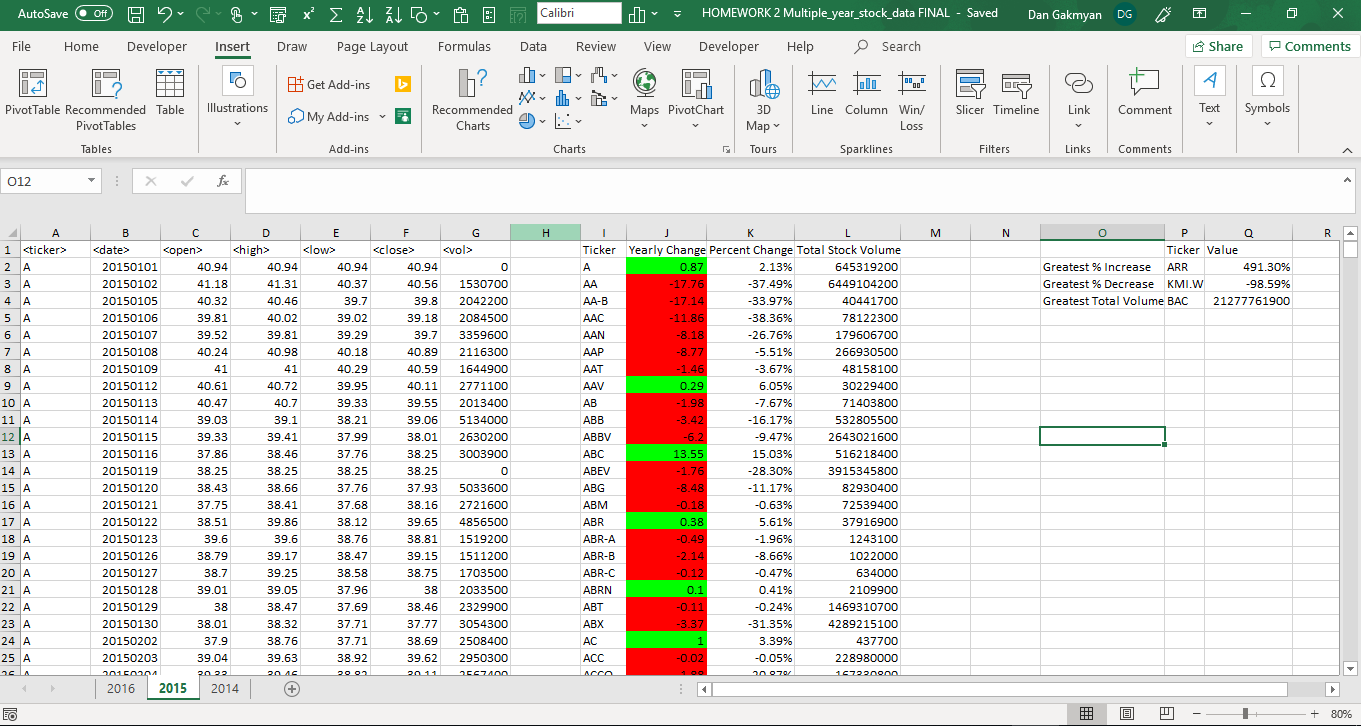 AutoSave Off Calibri HOMEWORK 2 Multiple_year_stock_data FINAL - Saved Dan Gakmyan DG
File Home Developer Insert Draw Page Layout Formulas Data Review View Developer Help Search Share Comments
PivotTable Recommended PivotTables Table Illustrations Get Add-ins My Add-ins Recommended Charts Maps PivotChart 3D Map Line Column Win/Loss Slicer Timeline Link Comment Text Symbols
Tables Add-ins Charts Tours Sparklines Filters Links Comments
O12 fx
A B C D E F G H I J K L M N O P Q R
1 <ticker> <date> <open> <high> <low> <close> <vol> Ticker Yearly Change Percent Change Total Stock Volume Ticker Value
2 A 20150101 40.94 40.94 40.94 40.94 0 A 0.87 2.13% 645319200 Greatest % Increase ARR 491.30%
3 A 20150102 41.18 41.31 40.37 40.56 1530700 AA -17.76 -37.49% 6449104200 Greatest % Decrease KMI.W -98.59%
4 A 20150105 40.32 40.46 39.7 39.8 2042200 AA-B -17.14 -33.97% 40441700 Greatest Total Volume BAC 21277761900
5 A 20150106 39.81 40.02 39.02 39.18 2084500 AAC -11.86 -38.36% 78122300
6 A 20150107 39.52 39.81 39.29 39.7 3359600 AAN -8.18 -26.76% 179606700
7 A 20150108 40.24 40.98 40.18 40.89 2116300 AAP -8.77 -5.51% 266930500
8 A 20150109 41 41 40.29 40.59 1644900 AAT -1.46 -3.67% 48158100
9 A 20150112 40.61 40.72 39.95 40.11 2771100 AAV 0.29 6.05% 30229400
10 A 20150113 40.47 40.7 39.33 39.55 2013400 AB -1.98 -7.67% 71403800
11 A 20150114 39.03 39.1 38.21 39.06 5134000 ABB -3.42 -16.17% 532805500
12 A 20150115 39.33 39.41 37.99 38.01 2630200 ABBV -6.2 -9.47% 2643021600
13 A 20150116 37.86 38.46 37.76 38.25 3003900 ABC 13.55 15.03% 516218400
14 A 20150119 38.25 38.25 38.25 38.25 0 ABEV -1.76 -28.30% 3915345800
15 A 20150120 38.43 38.66 37.76 37.93 5033600 ABG -8.48 -11.17% 82930400
16 A 20150121 37.75 38.41 37.68 38.16 2721600 ABM -0.18 -0.63% 72539400
17 A 20150122 38.51 39.86 38.12 39.65 4856500 ABR 0.38 5.61% 37916900
18 A 20150123 39.6 39.6 38.76 38.81 1519200 ABR-A -0.49 -1.96% 1243100
19 A 20150126 38.79 39.17 38.47 39.15 1511200 ABR-B -2.14 -8.66% 1022000
20 A 20150127 38.7 39.25 38.58 38.75 1703500 ABR-C -0.12 -0.47% 634000
21 A 20150128 39.01 39.05 37.96 38 2033500 ABRN 0.1 0.41% 2109900
22 A 20150129 38 38.47 37.69 38.46 2329900 ABT -0.11 -0.24% 1469310700
23 A 20150130 38.01 38.32 37.71 37.77 3054300 ABX -3.37 -31.35% 4289215100
24 A 20150202 37.9 38.76 37.71 38.69 2508400 AC 1 3.39% 437700
25 A 20150203 39.04 39.63 38.92 39.62 2950300 ACC -0.02 -0.05% 228980000
2016 2015 2014
80%